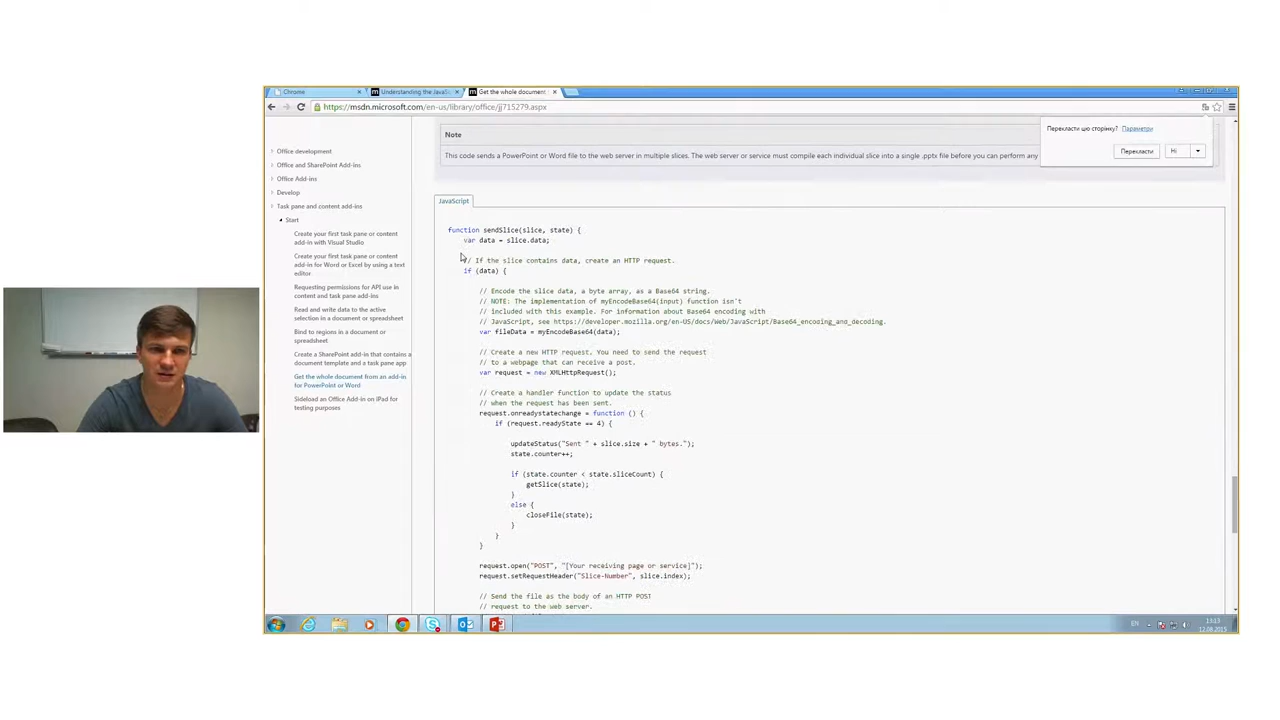 Chrome
Understanding the JavaSc
Get the whole document
https://msdn.microsoft.com/en-us/library/office/jj715279.aspx
Перекласти цю сторінку? Параметри
Перекласти
Ні
Note
This code sends a PowerPoint or Word file to the web server in multiple slices. The web server or service must compile each individual slice into a single .pptx file before you can perform any
Office development
Office and SharePoint Add-ins
Office Add-ins
Develop
Task pane and content add-ins
Start
Create your first task pane or content
add-in with Visual Studio
Create your first task pane or content
add-in for Word or Excel by using a text
editor
Requesting permissions for API use in
content and task pane add-ins
Read and write data to the active
selection in a document or spreadsheet
Bind to regions in a document or
spreadsheet
Create a SharePoint add-in that contains a
document template and a task pane app
Get the whole document from an add-in
for PowerPoint or Word
Sideload an Office Add-in on iPad for
testing purposes
JavaScript
function sendSlice(slice, state) {
var data = slice.data;
// If the slice contains data, create an HTTP request.
if (data) {
// Encode the slice data, a byte array, as a Base64 string.
// NOTE: The implementation of myEncodeBase64(input) function isn't
// included with this example. For information about Base64 encoding with
// JavaScript, see https://developer.mozilla.org/en-US/docs/Web/JavaScript/Base64_encoding_and_decoding.
var fileData = myEncodeBase64(data);
// Create a new HTTP request. You need to send the request
// to a webpage that can receive a post.
var request = new XMLHttpRequest();
// Create a handler function to update the status
// when the request has been sent.
request.onreadystatechange = function () {
if (request.readyState == 4) {
updateStatus("Sent " + slice.size + " bytes.");
state.counter++;
if (state.counter < state.sliceCount) {
getSlice(state);
}
else {
closeFile(state);
}
}
}
request.open("POST", "[Your receiving page or service]");
request.setRequestHeader("Slice-Number", slice.index);
// Send the file as the body of an HTTP POST
// request to the web server.
EN
13:13
12.08.2015